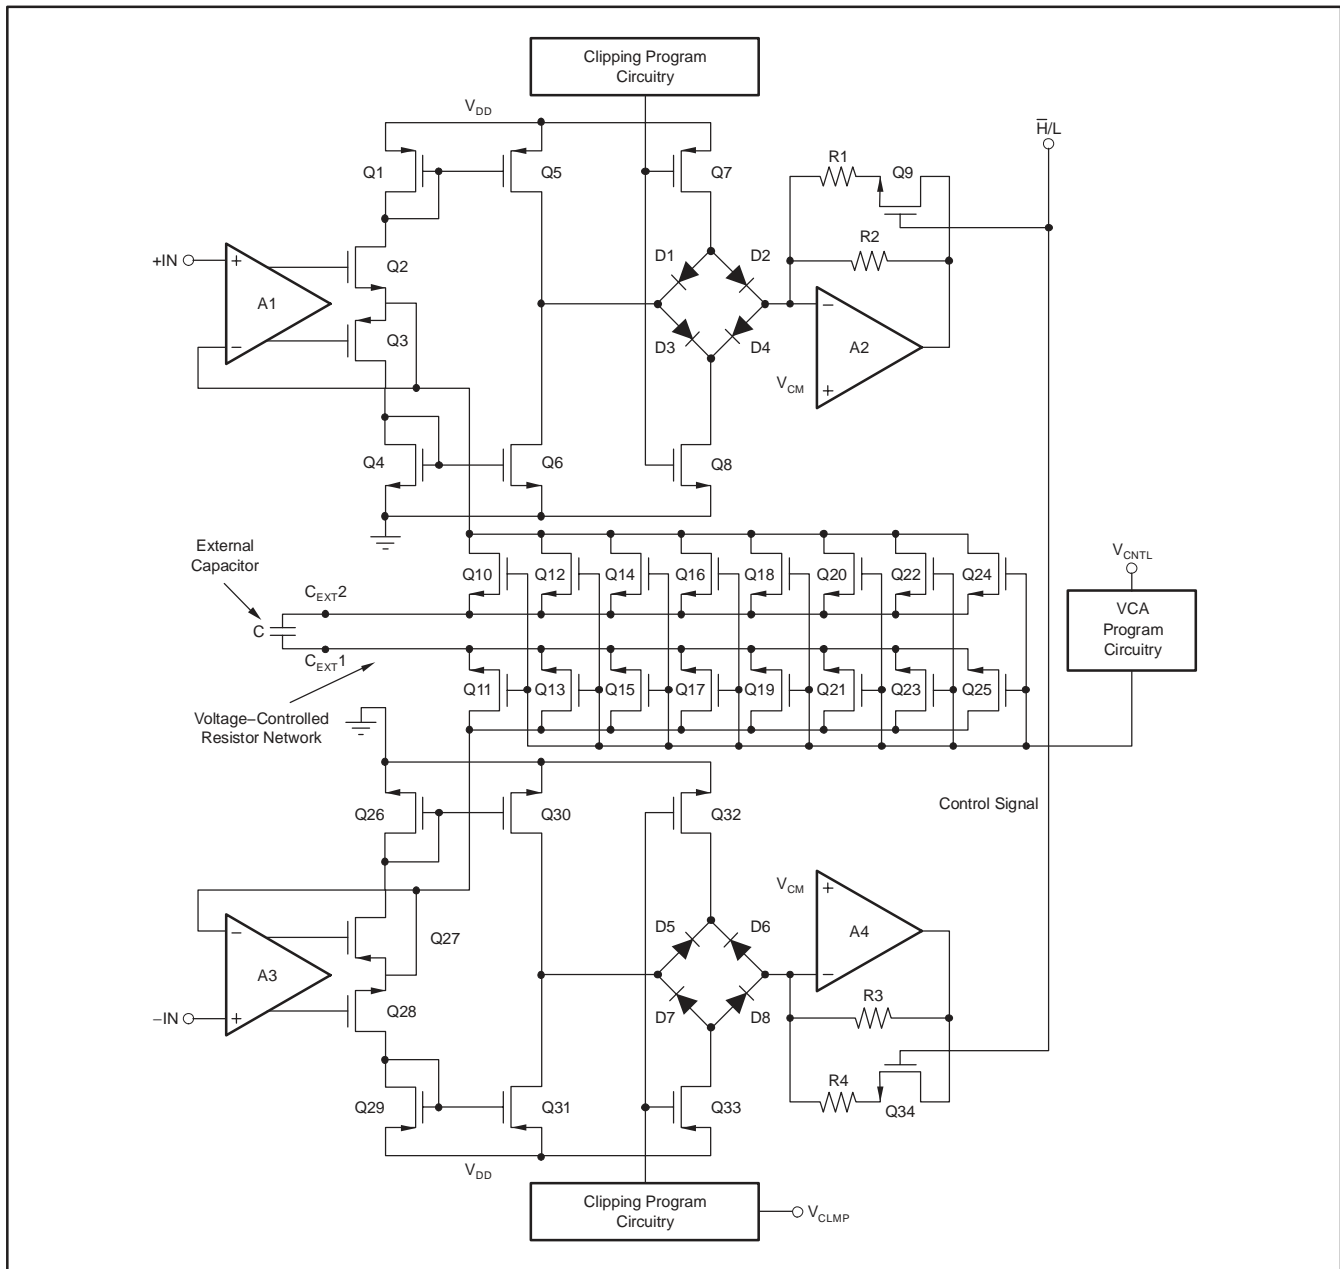 Clipping Program
Circuitry
V_DD
H̅/L
Q1
Q5
Q7
R1
Q9
R2
+IN
+
−
A1
Q2
Q3
D1
D2
D3
D4
−
A2
V_CM
+
Q4
Q6
Q8
External
Capacitor
C_EXT2
C
C_EXT1
Q10
Q12
Q14
Q16
Q18
Q20
Q22
Q24
V_CNTL
VCA
Program
Circuitry
Q11
Q13
Q15
Q17
Q19
Q21
Q23
Q25
Voltage−Controlled
Resistor Network
Control Signal
Q26
Q30
Q32
V_CM
+
A4
−
−
A3
+
−IN
Q27
Q28
D5
D6
D7
D8
R3
R4
Q34
Q29
Q31
Q33
V_DD
Clipping Program
Circuitry
V_CLMP